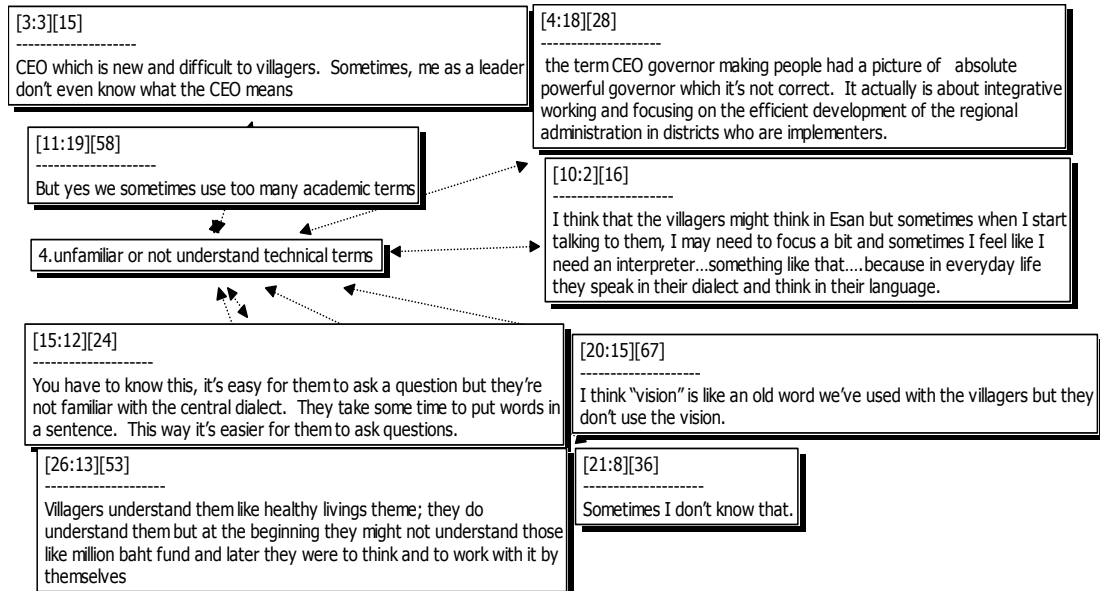 [3:3][15]
--------------------
CEO which is new and difficult to villagers. Sometimes, me as a leader
don't even know what the CEO means
[4:18][28]
--------------------
the term CEO governor making people had a picture of absolute
powerful governor which it's not correct. It actually is about integrative
working and focusing on the efficient development of the regional
administration in districts who are implementers.
[11:19][58]
--------------------
But yes we sometimes use too many academic terms
[10:2][16]
--------------------
I think that the villagers might think in Esan but sometimes when I start
talking to them, I may need to focus a bit and sometimes I feel like I
need an interpreter...something like that....because in everyday life
they speak in their dialect and think in their language.
4.unfamiliar or not understand technical terms
[15:12][24]
--------------------
You have to know this, it's easy for them to ask a question but they're
not familiar with the central dialect. They take some time to put words in
a sentence. This way it's easier for them to ask questions.
[20:15][67]
--------------------
I think “vision” is like an old word we've used with the villagers but they
don't use the vision.
[26:13][53]
--------------------
Villagers understand them like healthy livings theme; they do
understand them but at the beginning they might not understand those
like million baht fund and later they were to think and to work with it by
themselves
[21:8][36]
--------------------
Sometimes I don't know that.